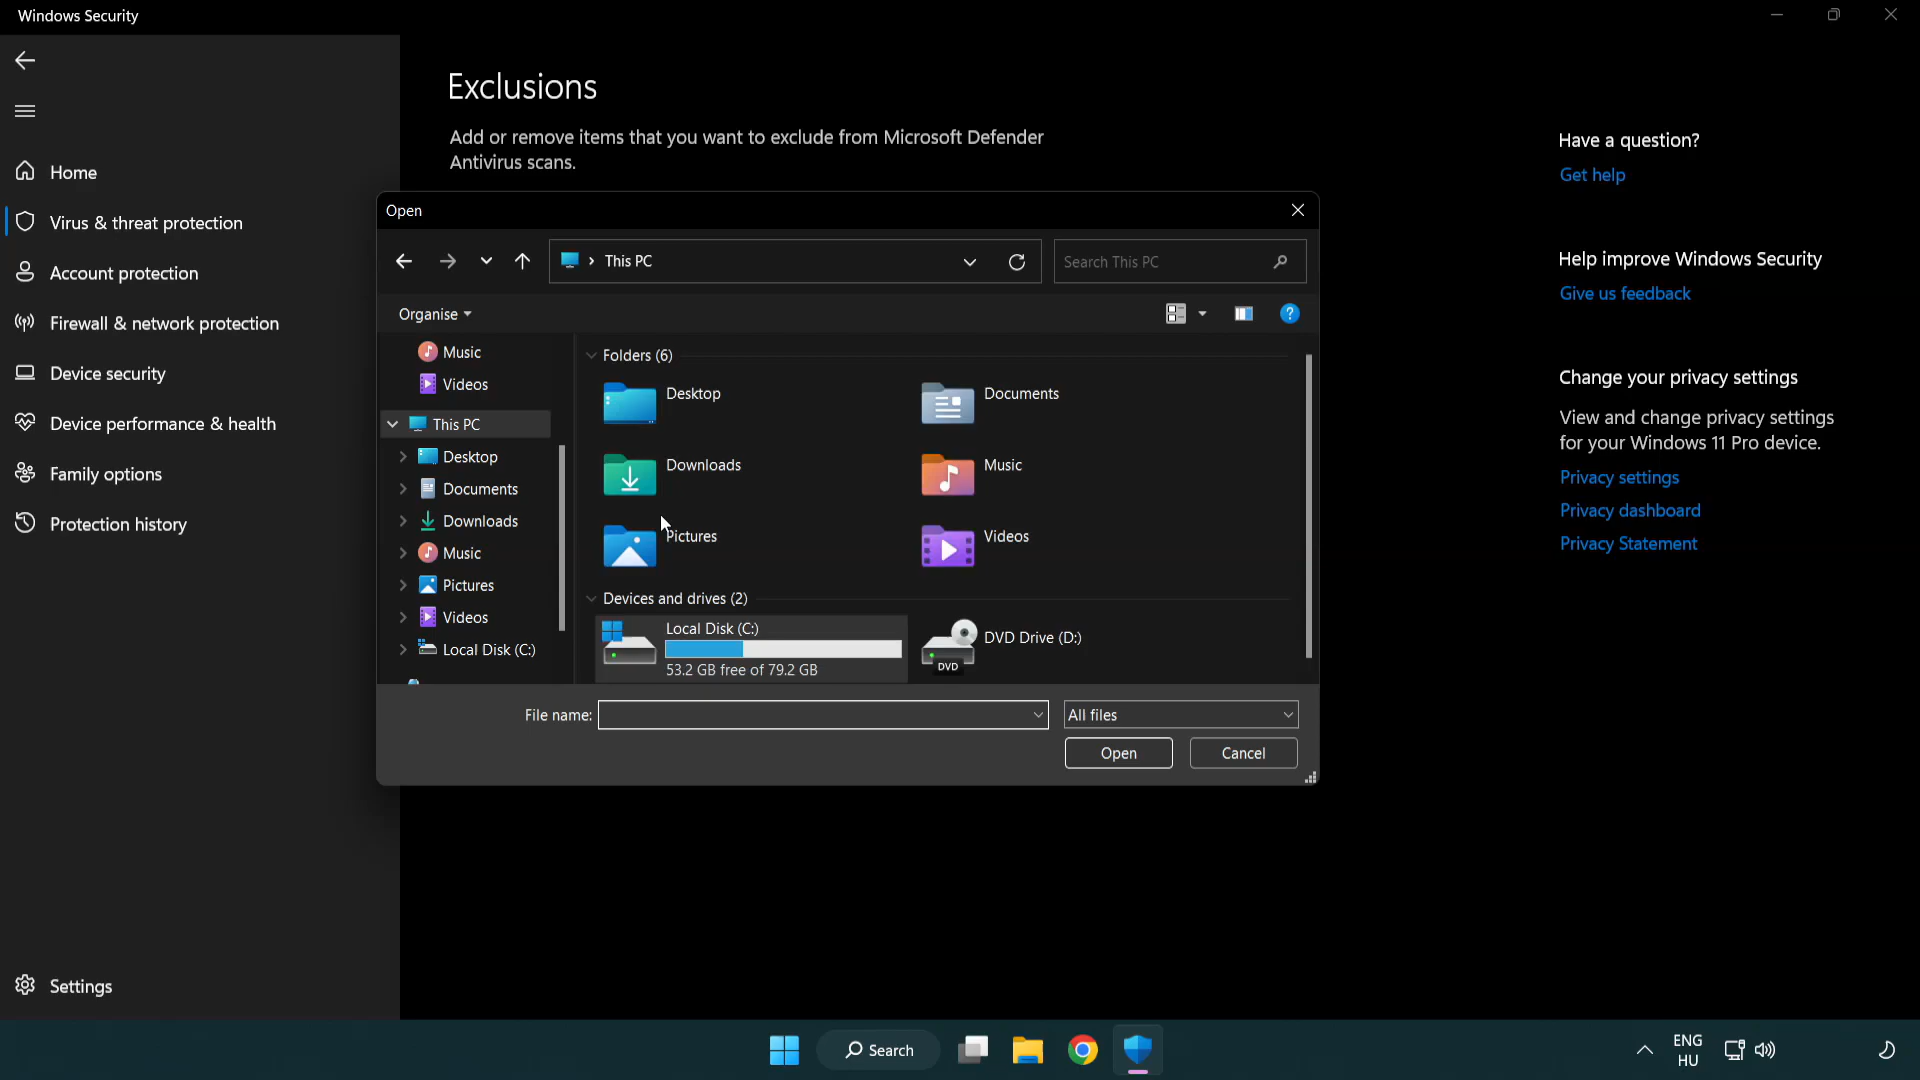 Windows Security
Home
Virus & threat protection
Account protection
Firewall & network protection
Device security
Device performance & health
Family options
Protection history
Settings
Exclusions
Add or remove items that you want to exclude from Microsoft Defender
Antivirus scans.
Open
This PC
Search This PC
Organise
Music
Videos
This PC
Desktop
Documents
Downloads
Music
Pictures
Videos
Local Disk (C:)
Folders (6)
Desktop
Documents
Downloads
Music
Pictures
Videos
Devices and drives (2)
Local Disk (C:)
53.2 GB free of 79.2 GB
DVD
DVD Drive (D:)
File name:
All files
Open
Cancel
Have a question?
Get help
Help improve Windows Security
Give us feedback
Change your privacy settings
View and change privacy settings
for your Windows 11 Pro device.
Privacy settings
Privacy dashboard
Privacy Statement
Search
ENG
HU